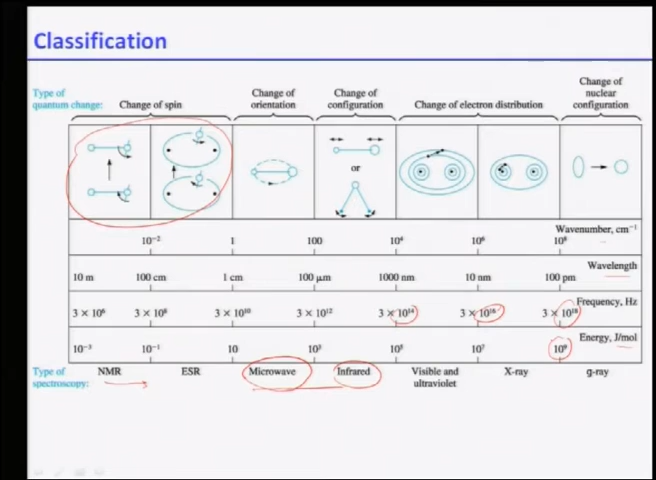 Classification
Type of quantum change:
Change of spin
Change of orientation
Change of configuration
Change of electron distribution
Change of nuclear configuration
or
Wavenumber, cm⁻¹
10⁻² 1 100 10⁴ 10⁶ 10⁸
Wavelength
10 m 100 cm 1 cm 100 μm 1000 nm 10 nm 100 pm
Frequency, Hz
3 × 10⁶ 3 × 10⁸ 3 × 10¹⁰ 3 × 10¹² 3 × 10¹⁴ 3 × 10¹⁶ 3 × 10¹⁸
Energy, J/mol
10⁻³ 10⁻¹ 10 10³ 10⁵ 10⁷ 10⁹
Type of spectroscopy:
NMR
ESR
Microwave
Infrared
Visible and ultraviolet
X-ray
g-ray